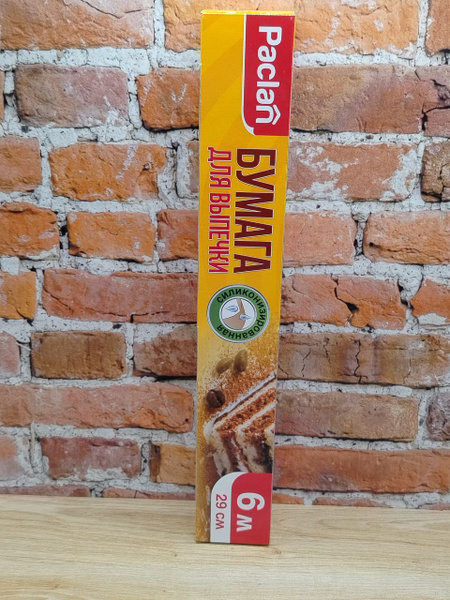 Paclan
БУМАГА
ДЛЯ ВЫПЕЧКИ
СИЛИКОНИЗИРОВАННАЯ
6 м
29 см